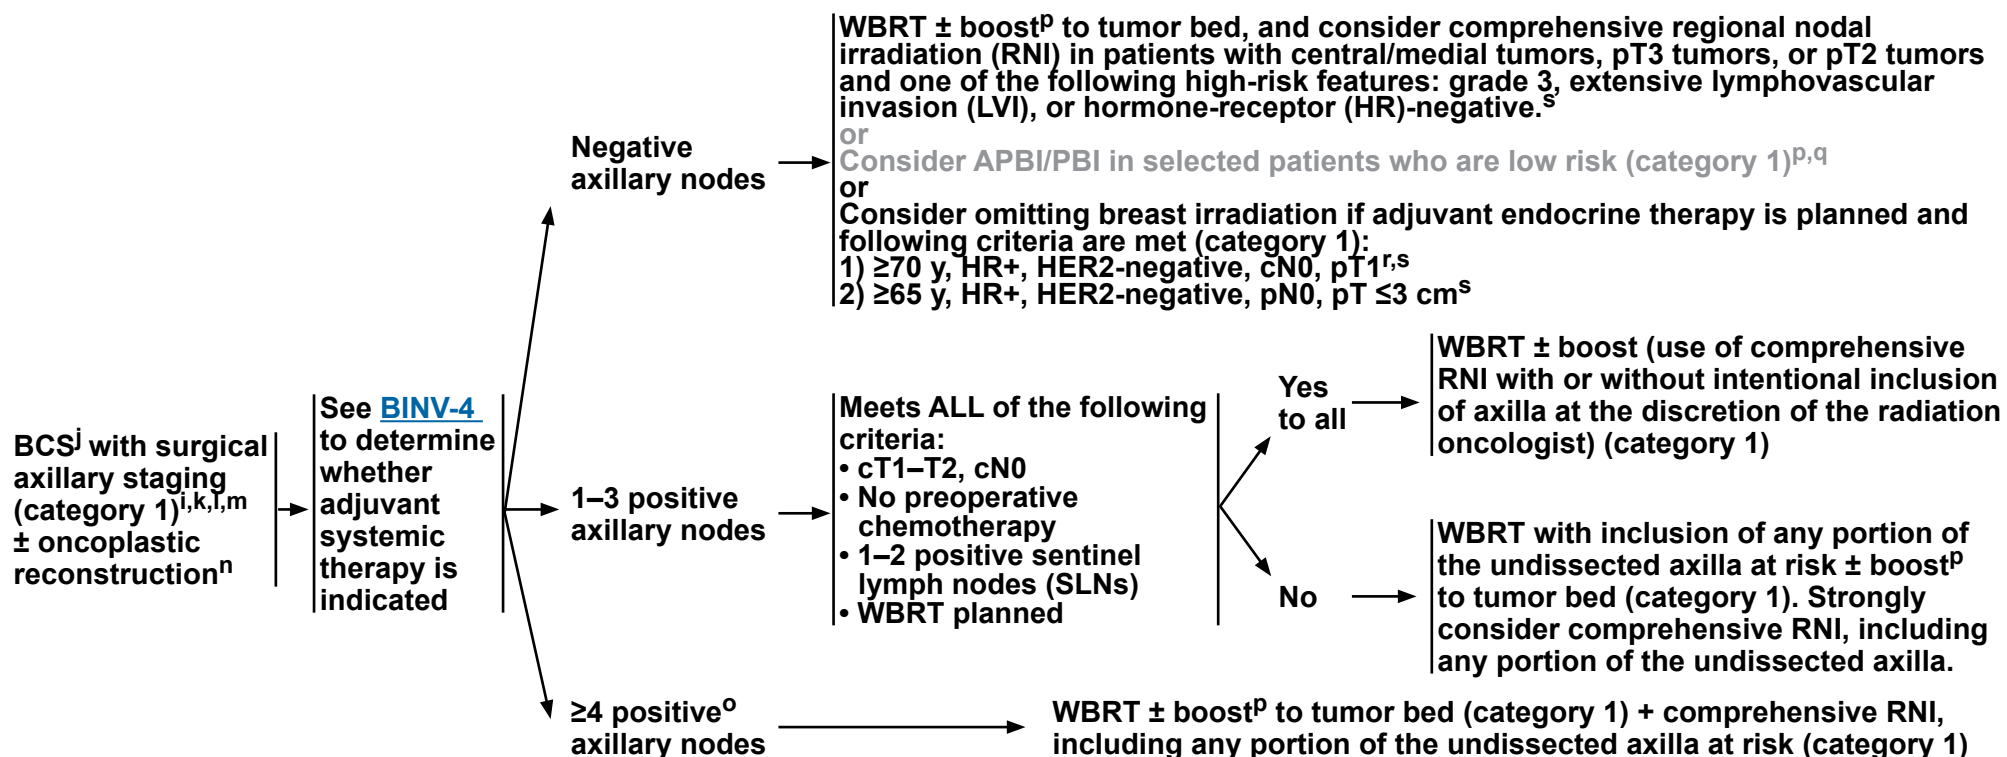 WBRT ± boostp to tumor bed, and consider comprehensive regional nodal
irradiation (RNI) in patients with central/medial tumors, pT3 tumors, or pT2 tumors
and one of the following high-risk features: grade 3, extensive lymphovascular
invasion (LVI), or hormone-receptor (HR)-negative.s
or
Consider APBI/PBI in selected patients who are low risk (category 1)p,q
or
Consider omitting breast irradiation if adjuvant endocrine therapy is planned and
following criteria are met (category 1):
1) ≥70 y, HR+, HER2-negative, cN0, pT1r,s
2) ≥65 y, HR+, HER2-negative, pN0, pT ≤3 cms
Negative
axillary nodes
BCSj with surgical
axillary staging
(category 1)i,k,l,m
± oncoplastic
reconstructionn
See BINV-4
to determine
whether
adjuvant
systemic
therapy is
indicated
1–3 positive
axillary nodes
Meets ALL of the following
criteria:
• cT1–T2, cN0
• No preoperative
chemotherapy
• 1–2 positive sentinel
lymph nodes (SLNs)
• WBRT planned
Yes
to all
WBRT ± boost (use of comprehensive
RNI with or without intentional inclusion
of axilla at the discretion of the radiation
oncologist) (category 1)
No
WBRT with inclusion of any portion of
the undissected axilla at risk ± boostp
to tumor bed (category 1). Strongly
consider comprehensive RNI, including
any portion of the undissected axilla.
≥4 positiveo
axillary nodes
WBRT ± boostp to tumor bed (category 1) + comprehensive RNI,
including any portion of the undissected axilla at risk (category 1)